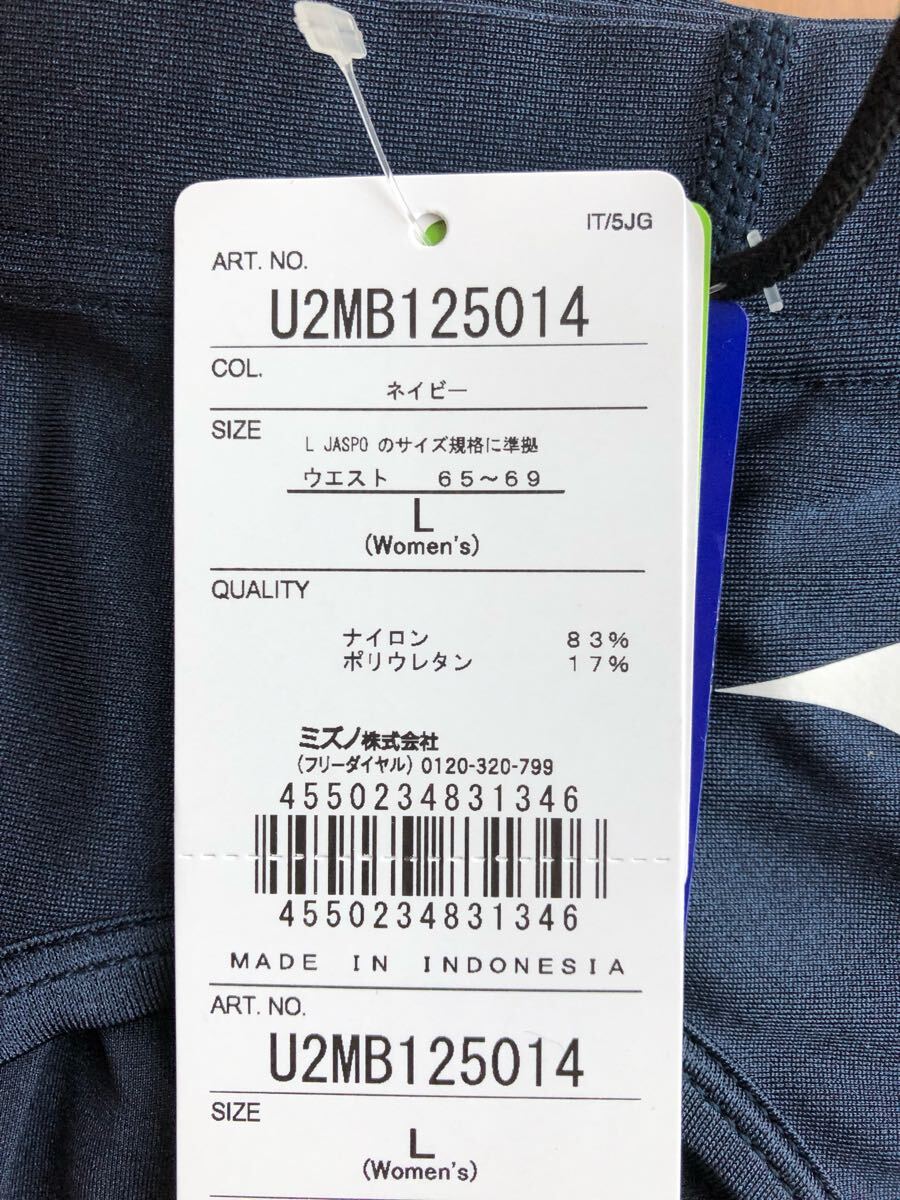 IT/5JG
ART. NO.
U2MB125014
COL.
ネイビー
SIZE
L JASPO のサイズ規格に準拠
ウエスト 65～69
L
(Women's)
QUALITY
ナイロン 83%
ポリウレタン 17%
ミズノ株式会社
(フリーダイヤル) 0120-320-799
4550234831346
4550234831346
MADE IN INDONESIA
ART. NO.
U2MB125014
SIZE
L
(Women's)